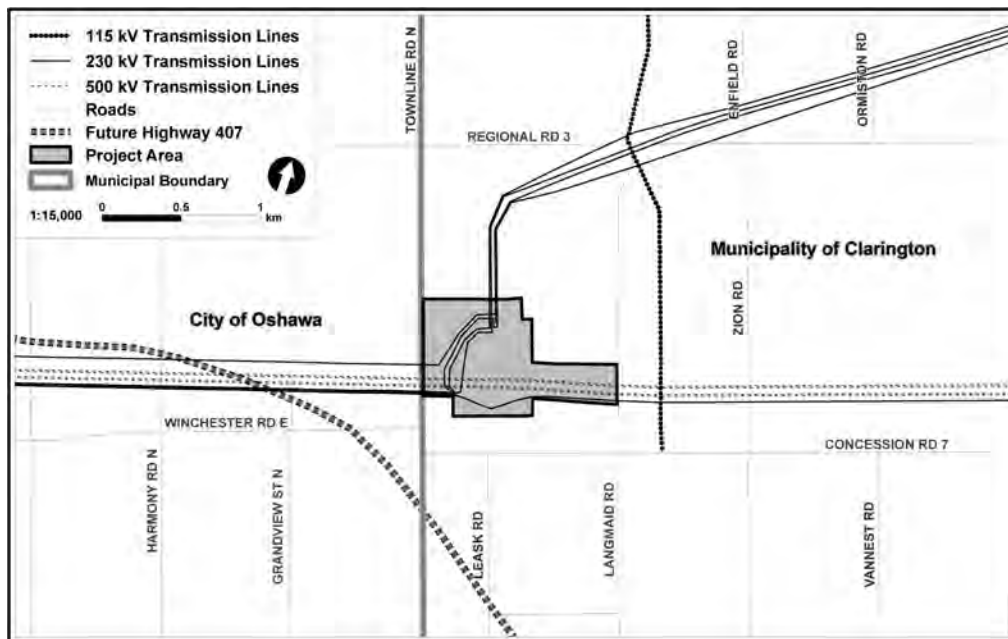 115 kV Transmission Lines
230 kV Transmission Lines
500 kV Transmission Lines
Roads
Future Highway 407
Project Area
Municipal Boundary
1:15,000
0 0.5 1
km
TOWNLINE RD N
ENFIELD RD
ORMISTON RD
REGIONAL RD 3
Municipality of Clarington
ZION RD
City of Oshawa
WINCHESTER RD E
CONCESSION RD 7
HARMONY RD N
GRANDVIEW ST N
LEASK RD
LANGMAID RD
VANNEST RD